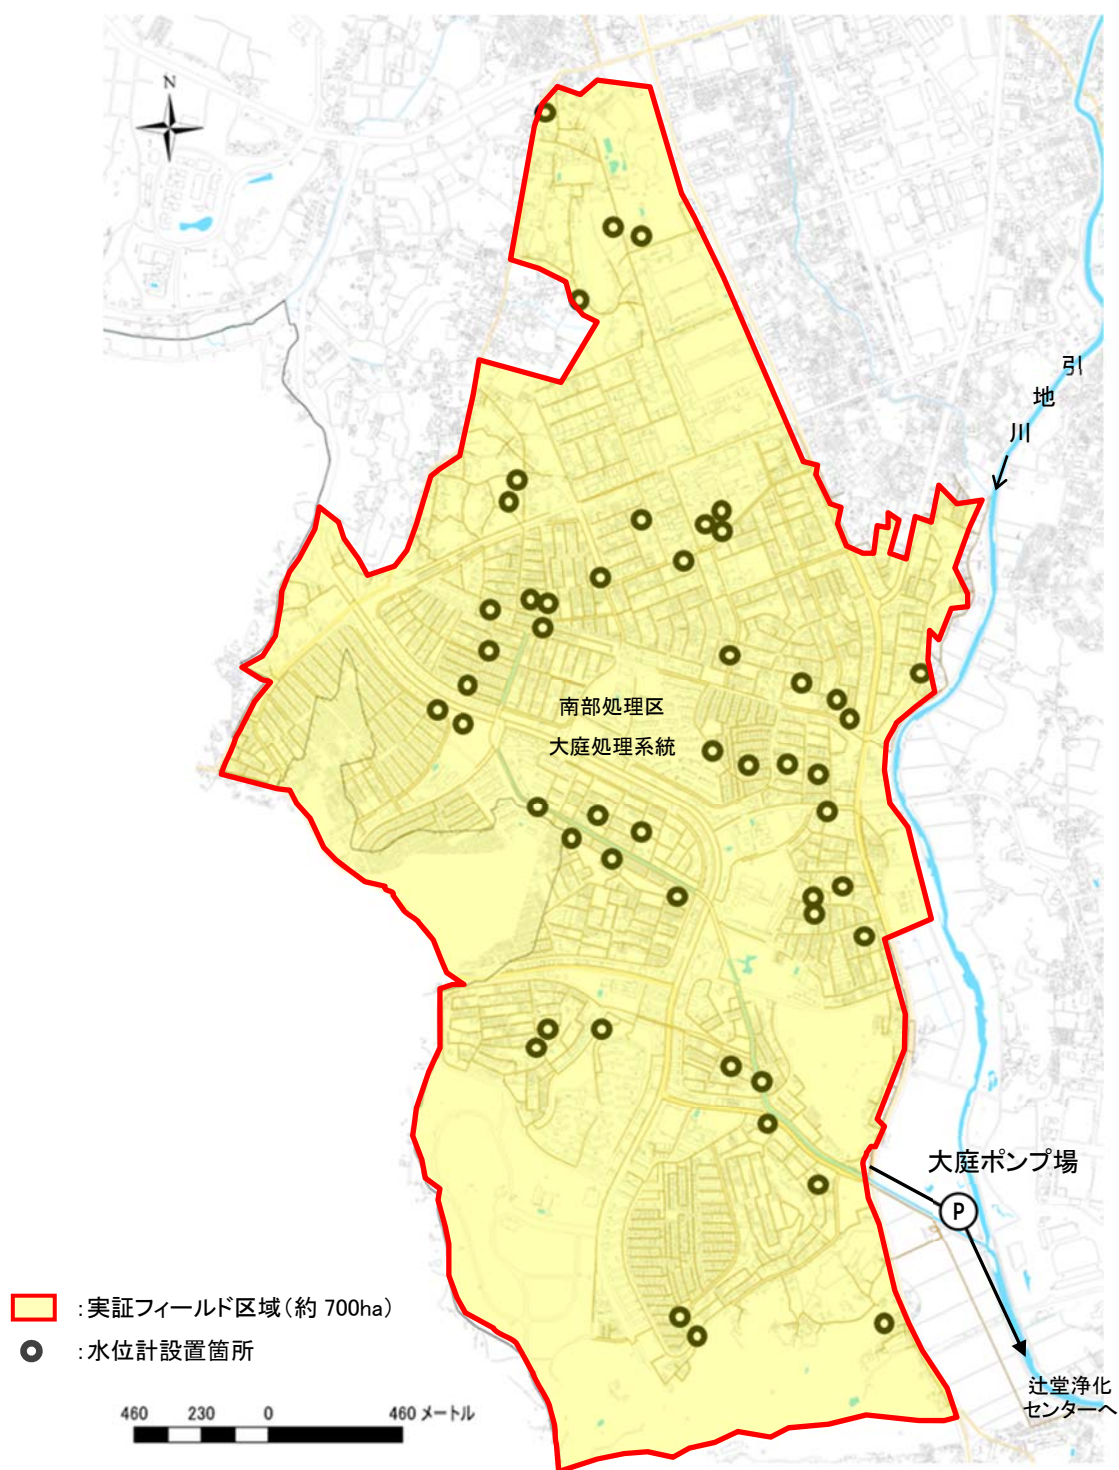 N
引地川
南部処理区
大庭処理系統
大庭ポンプ場
P
辻堂浄化
センターへ
:実証フィールド区域(約 700ha)
:水位計設置箇所
460 230 0 460 メートル